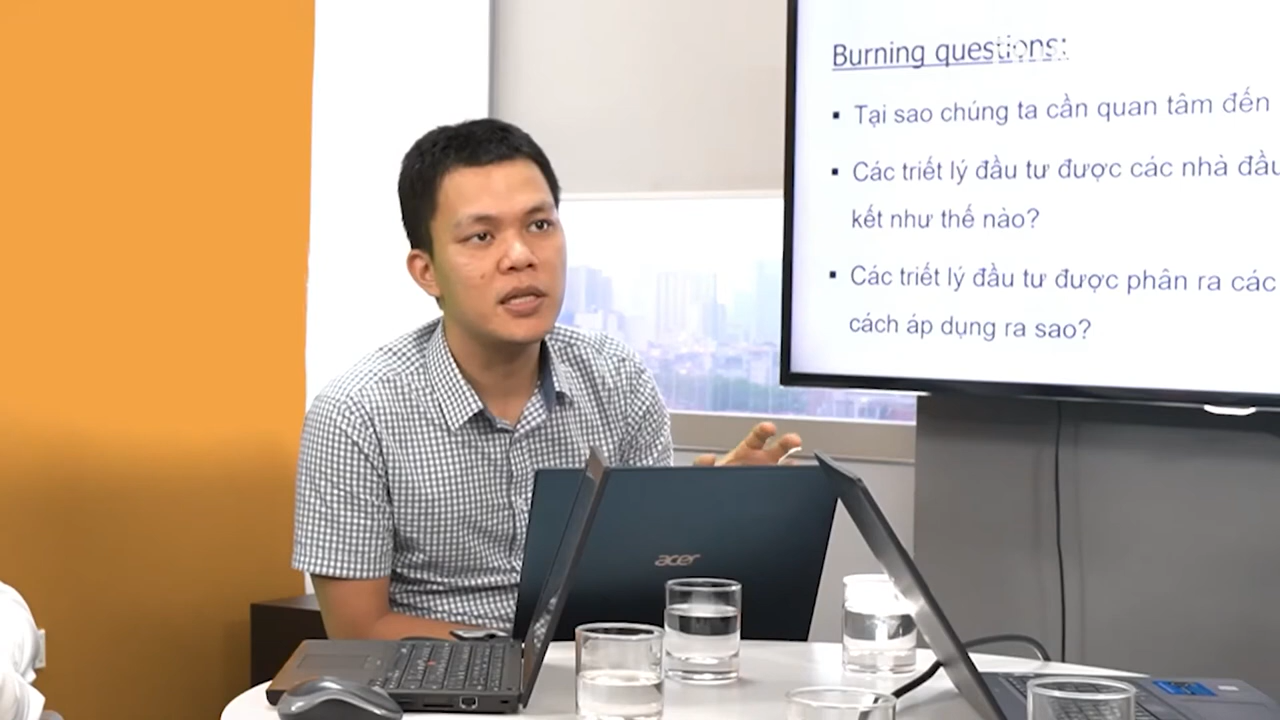 Burning questions:
Tại sao chúng ta cần quan tâm đến
Các triết lý đầu tư được các nhà đầu
kết như thế nào?
Các triết lý đầu tư được phân ra các
cách áp dụng ra sao?
acer